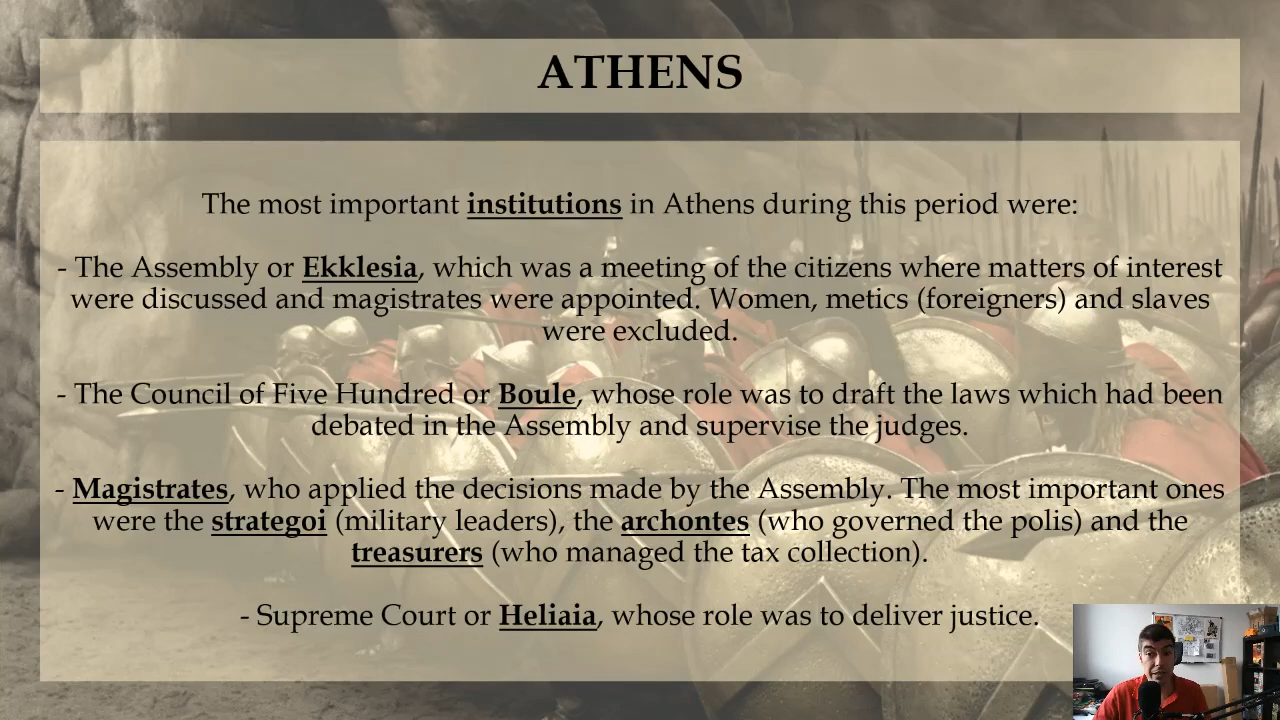 ATHENS
The most important institutions in Athens during this period were:
- The Assembly or Ekklesia, which was a meeting of the citizens where matters of interest
were discussed and magistrates were appointed. Women, metics (foreigners) and slaves
were excluded.
- The Council of Five Hundred or Boule, whose role was to draft the laws which had been
debated in the Assembly and supervise the judges.
- Magistrates, who applied the decisions made by the Assembly. The most important ones
were the strategoi (military leaders), the archontes (who governed the polis) and the
treasurers (who managed the tax collection).
- Supreme Court or Heliaia, whose role was to deliver justice.